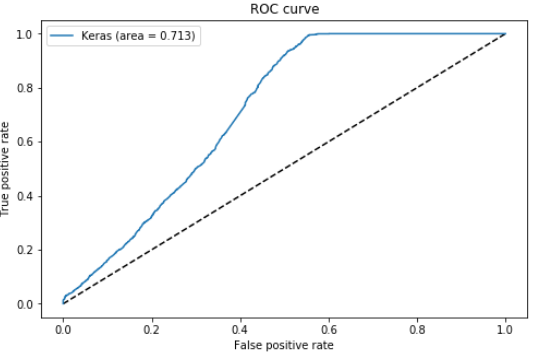 ROC curve
Keras (area = 0.713)
1.0
0.8
0.6
0.4
0.2
0.0
True positive rate
0.0 0.2 0.4 0.6 0.8 1.0
False positive rate